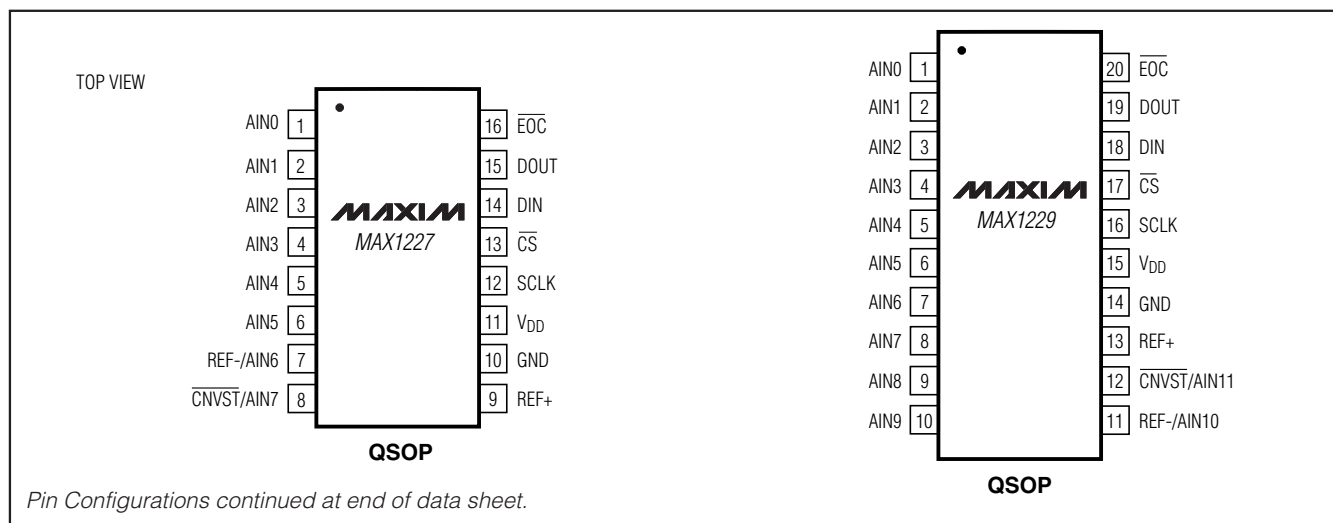 TOP VIEW
AIN0 1
AIN1 2
AIN2 3
AIN3 4
AIN4 5
AIN5 6
REF-/AIN6 7
CNVST/AIN7 8
MAXIM
MAX1227
16 EOC
15 DOUT
14 DIN
13 CS
12 SCLK
11 VDD
10 GND
9 REF+
QSOP
AIN0 1
AIN1 2
AIN2 3
AIN3 4
AIN4 5
AIN5 6
AIN6 7
AIN7 8
AIN8 9
AIN9 10
MAXIM
MAX1229
20 EOC
19 DOUT
18 DIN
17 CS
16 SCLK
15 VDD
14 GND
13 REF+
12 CNVST/AIN11
11 REF-/AIN10
QSOP
Pin Configurations continued at end of data sheet.